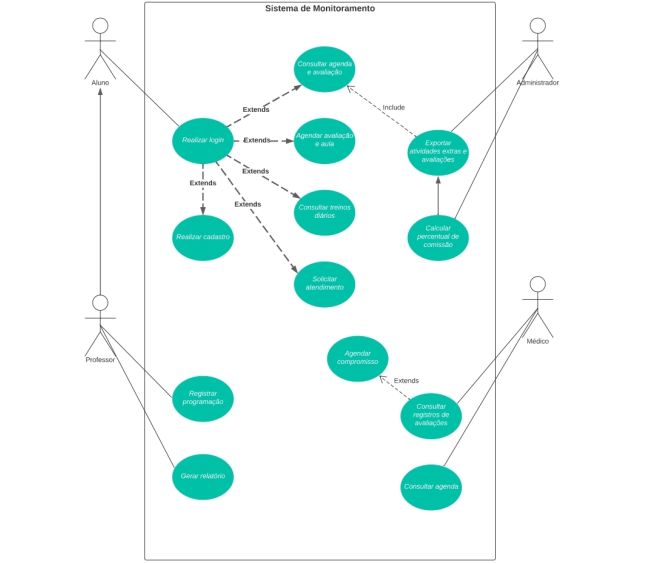 Sistema de Monitoramento
Aluno
Administrador
Consultar agenda
e avaliação
Include
Extends
Realizar login
Extends
Agendar avaliação
e aula
Exportar
atividades extras e
avaliações
Extends
Extends
Extends
Consultar treinos
diários
Realizar cadastro
Calcular
percentual de
comissão
Solicitar
atendimento
Professor
Médico
Agendar
compromisso
Extends
Registrar
programação
Consultar
registros de
avaliações
Gerar relatório
Consultar agenda